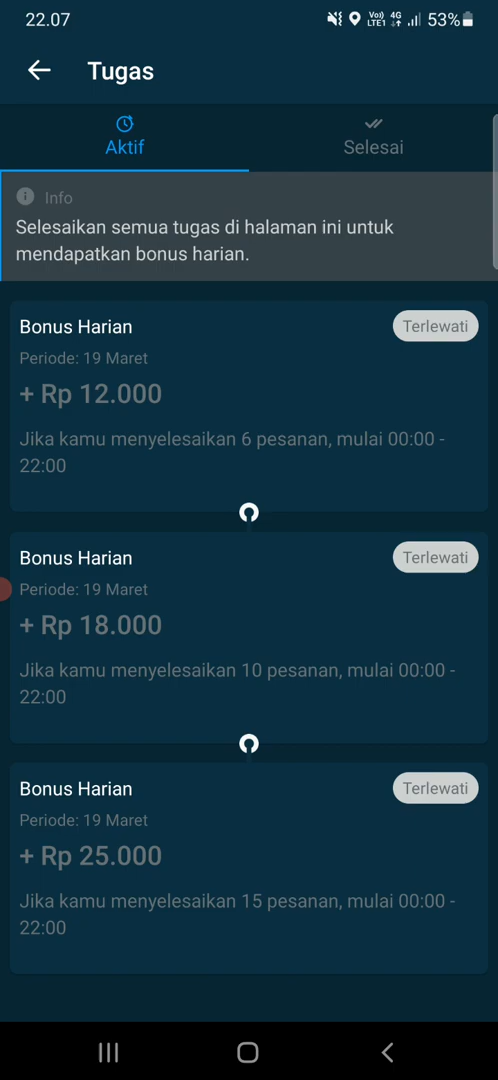 22.07
Vo)) LTE1 4G 53%
Tugas
Aktif
Selesai
Info
Selesaikan semua tugas di halaman ini untuk
mendapatkan bonus harian.
Bonus Harian
Terlewati
Periode: 19 Maret
+ Rp 12.000
Jika kamu menyelesaikan 6 pesanan, mulai 00:00 -
22:00
Bonus Harian
Terlewati
Periode: 19 Maret
+ Rp 18.000
Jika kamu menyelesaikan 10 pesanan, mulai 00:00 -
22:00
Bonus Harian
Terlewati
Periode: 19 Maret
+ Rp 25.000
Jika kamu menyelesaikan 15 pesanan, mulai 00:00 -
22:00